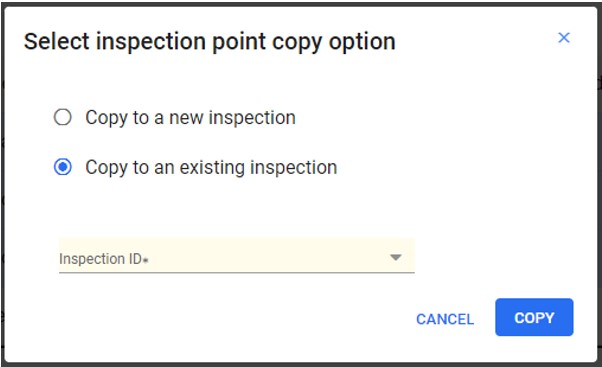 Select inspection point copy option
Copy to a new inspection
Copy to an existing inspection
Inspection ID*
CANCEL
COPY